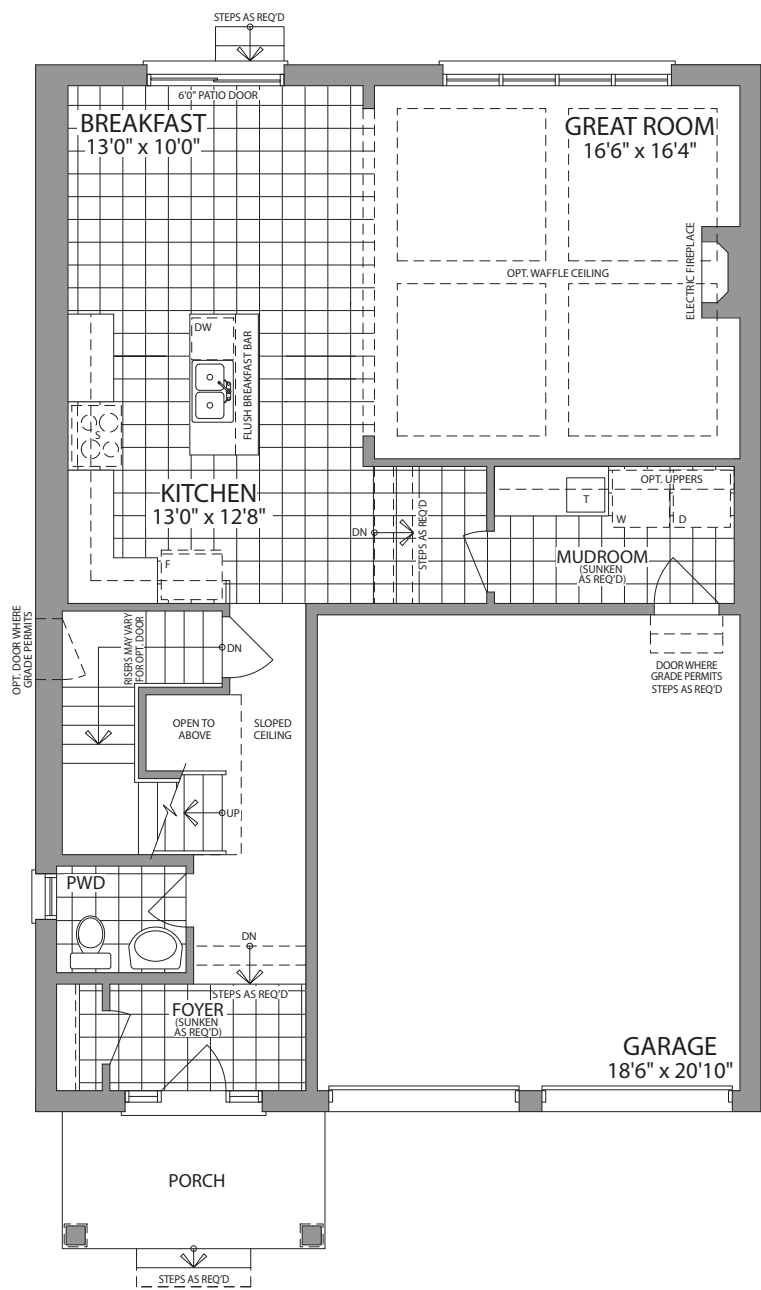 STEPS AS REQ'D
6'0" PATIO DOOR
BREAKFAST
13'0" x 10'0"
GREAT ROOM
16'6" x 16'4"
ELECTRIC FIREPLACE
OPT. WAFFLE CEILING
DW
FLUSH BREAKFAST BAR
S
KITCHEN
13'0" x 12'8"
F
DN
STEPS AS REQ'D
OPT. UPPERS
T
W
D
MUDROOM
(SUNKEN
AS REQ'D)
OPT. DOOR WHERE
GRADE PERMITS
RISERS MAY VARY
FOR OPT. DOOR
DN
DOOR WHERE
GRADE PERMITS
STEPS AS REQ'D
OPEN TO
ABOVE
SLOPED
CEILING
UP
PWD
DN
STEPS AS REQ'D
FOYER
(SUNKEN
AS REQ'D)
GARAGE
18'6" x 20'10"
PORCH
STEPS AS REQ'D